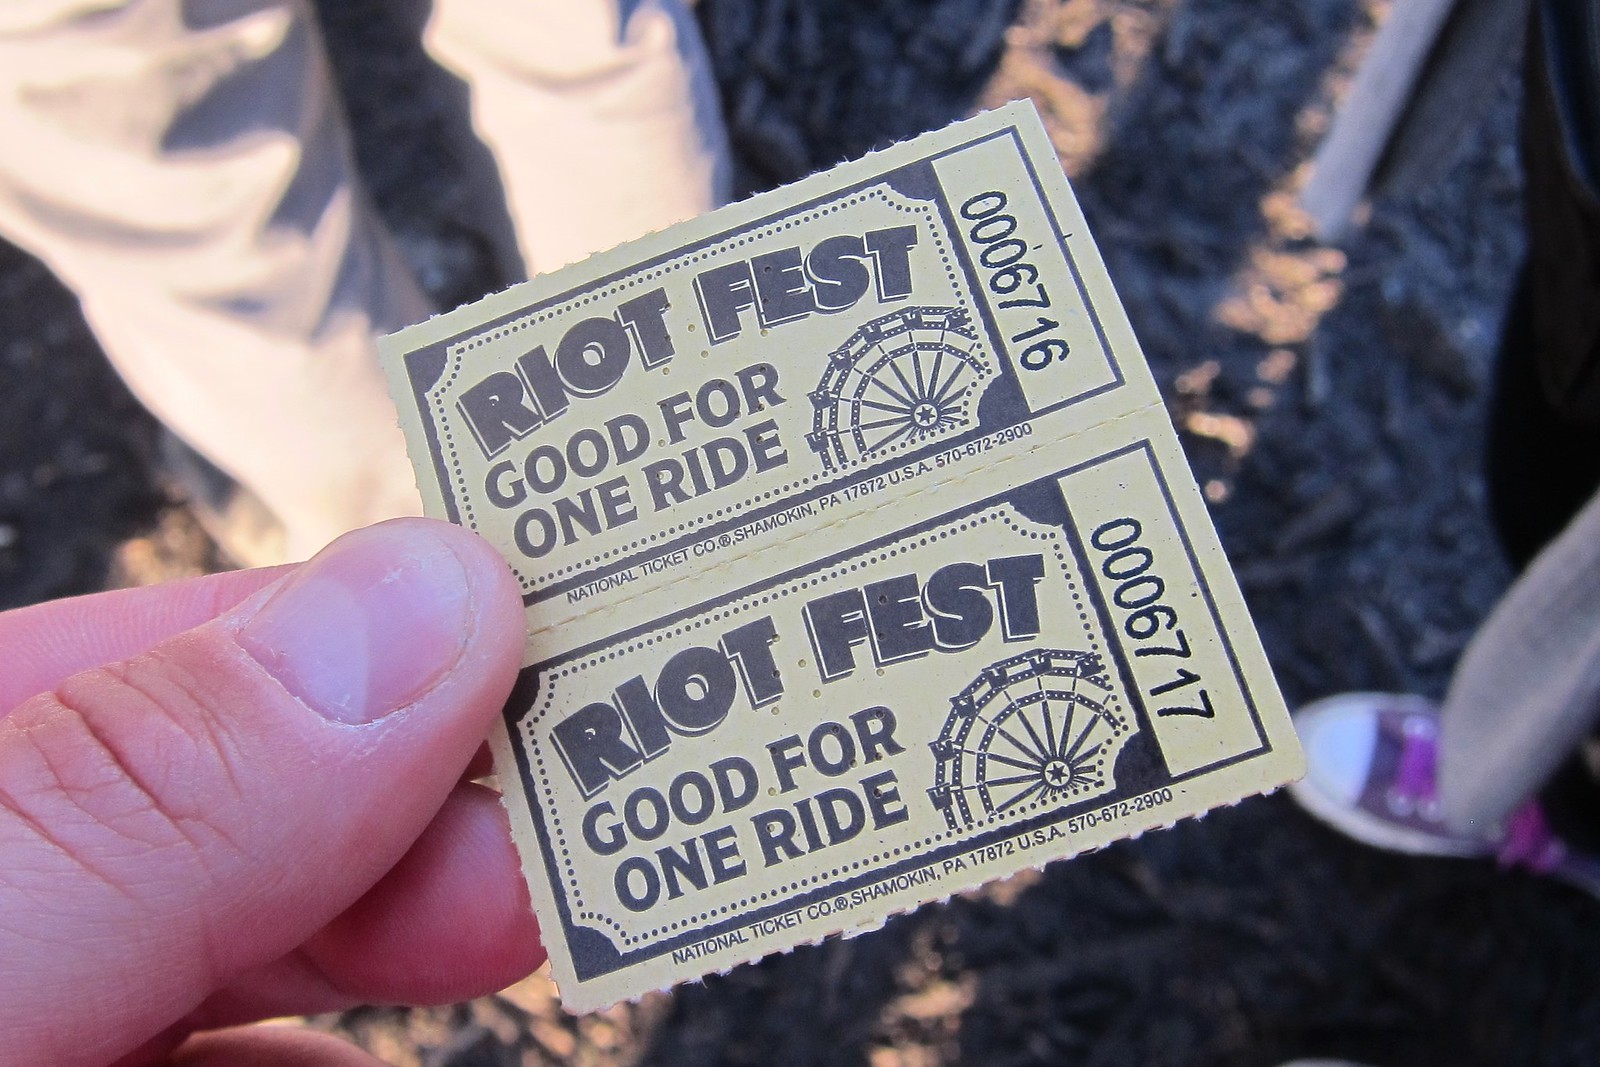 RIOT FEST
GOOD FOR
ONE RIDE
NATIONAL TICKET CO.®,SHAMOKIN, PA 17872 U.S.A. 570-672-2900
0006716
RIOT FEST
GOOD FOR
ONE RIDE
NATIONAL TICKET CO.®,SHAMOKIN, PA 17872 U.S.A. 570-672-2900
0006717